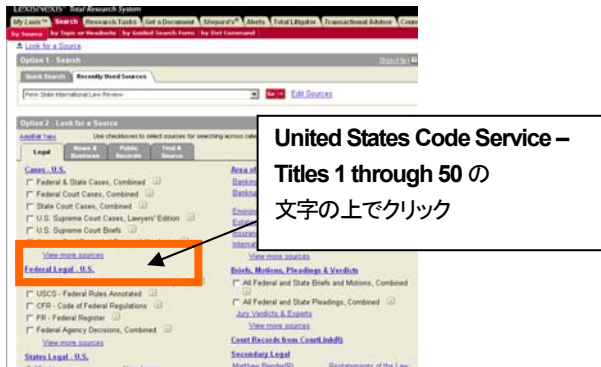 LexisNexis® Total Research System
My Lexis™ Search Research Tasks Get a Document Shepard's® Alerts Total Litigator Transactional Advisor
by Source by Topic or Headnote by Guided Search Form by Dot Command
Look for a Source
Option 1 - Search
Quick Search Recently Used Sources
Penn State International Law Review Edit Sources
Option 2 - Look for a Source
Add/Edit Tabs Use checkboxes to select sources for searching across
Legal News & Business Public Records Find A Source
Cases - U.S.
Federal & State Cases, Combined
Federal Court Cases, Combined
State Court Cases, Combined
U.S. Supreme Court Cases, Lawyers' Edition
U.S. Supreme Court Briefs
View more sources
Federal Legal - U.S.
USCS - Federal Rules Annotated
CFR - Code of Federal Regulations
FR - Federal Register
Federal Agency Decisions, Combined
View more sources
States Legal - U.S.
Area of
View more sources
Briefs, Motions, Pleadings & Verdicts
All Federal and State Briefs and Motions, Combined
All Federal and State Pleadings, Combined
Jury Verdicts & Experts
View more sources
Court Records from CourtLink(R)
Secondary Legal
Matthew Bender(R) Restatements of the Law
United States Code Service –
Titles 1 through 50 の
文字の上でクリック